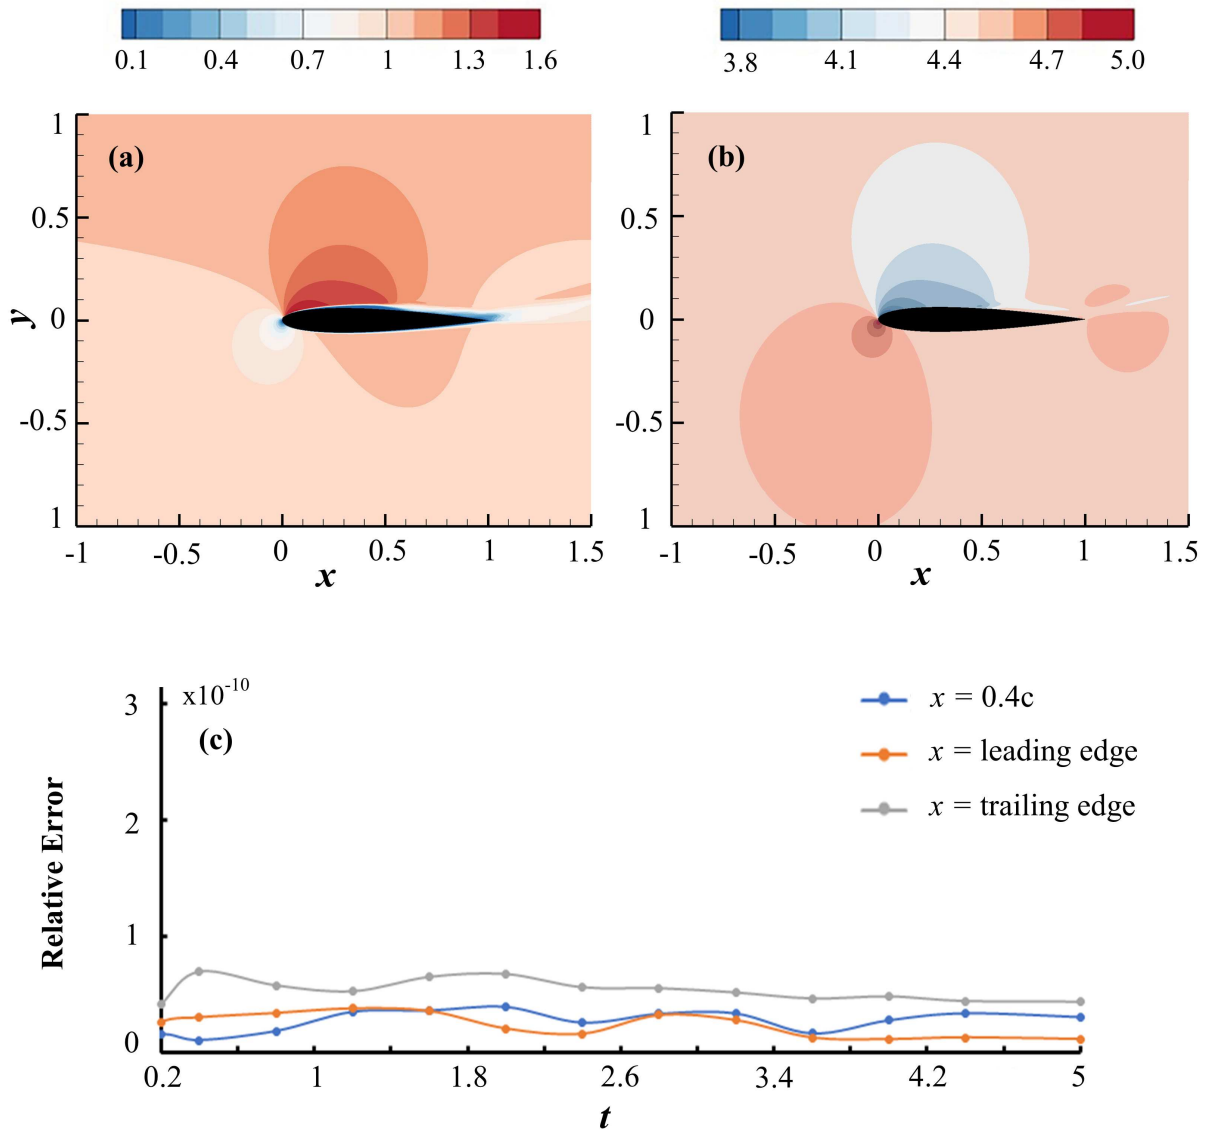 0.1 0.4 0.7 1 1.3 1.6
3.8 4.1 4.4 4.7 5.0
(a)
1
0.5
0
-0.5
1
y
-1 -0.5 0 0.5 1 1.5
x
(b)
1
0.5
0
-0.5
1
-1 -0.5 0 0.5 1 1.5
x
x10-10
(c)
3
2
1
0
Relative Error
x = 0.4c
x = leading edge
x = trailing edge
0.2 1 1.8 2.6 3.4 4.2 5
t